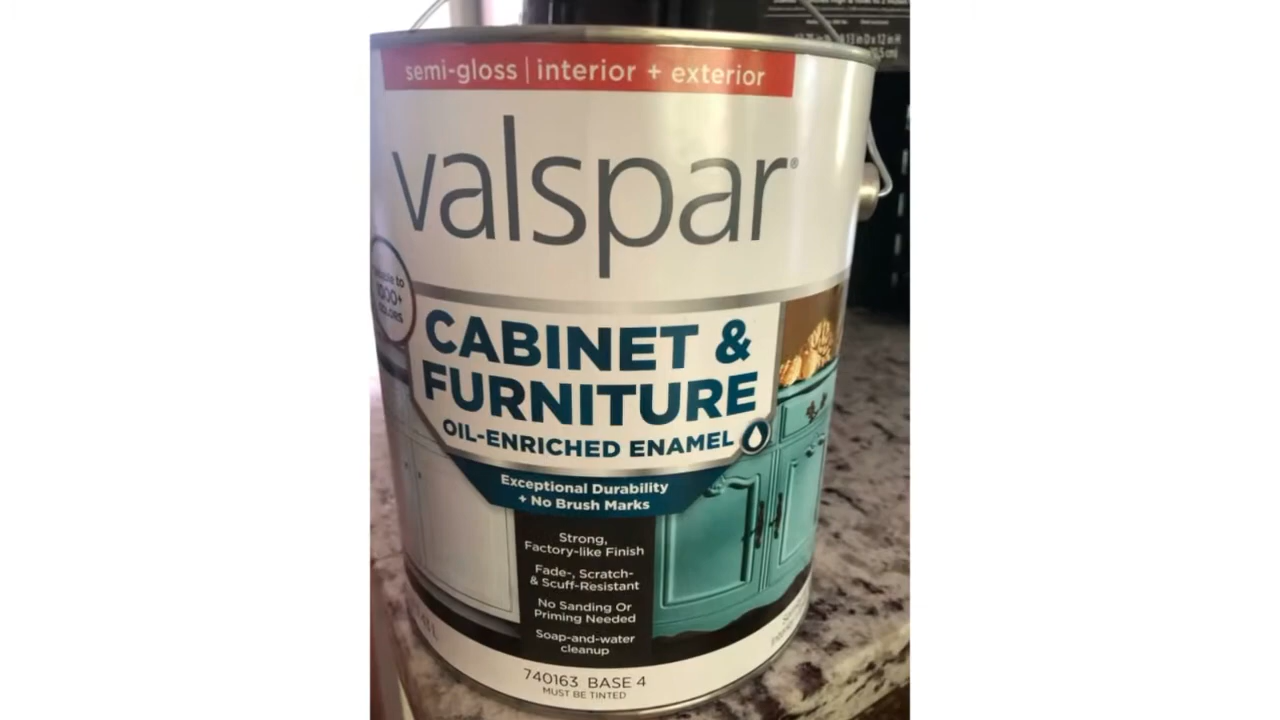 semi-gloss | interior + exterior
valspar®
to
1000+
CABINET &
FURNITURE
OIL-ENRICHED ENAMEL
Exceptional Durability
+ No Brush Marks
Strong,
Factory-like Finish
Fade-, Scratch-
& Scuff-Resistant
No Sanding Or
Priming Needed
Soap-and-water
cleanup
740163 BASE 4
MUST BE TINTED